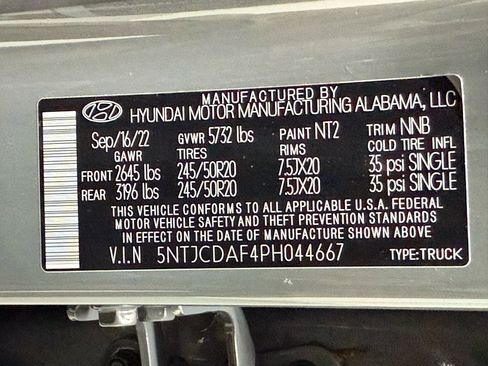 MANUFACTURED BY
HYUNDAI MOTOR MANUFACTURING ALABAMA, LLC
Sep/16/22 GVWR 5732 lbs PAINT NT2 TRIM NNB
GAWR TIRES RIMS COLD TIRE INFL
FRONT 2645 lbs 245/50R20 7.5JX20 35 psi SINGLE
REAR 3196 lbs 245/50R20 7.5JX20 35 psi SINGLE
THIS VEHICLE CONFORMS TO ALL APPLICABLE U.S.A. FEDERAL
MOTOR VEHICLE SAFETY AND THEFT PREVENTION STANDARDS
IN EFFECT ON THE DATE OF MANUFACTURE SHOWN ABOVE
V.I.N 5NTJCDAF4PH044667 TYPE:TRUCK